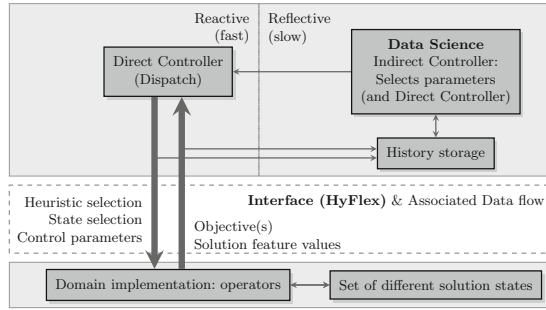 Reactive
(fast)
Reflective
(slow)
Direct Controller
(Dispatch)
Data Science
Indirect Controller:
Selects parameters
(and Direct Controller)
History storage
Interface (HyFlex) & Associated Data flow
Heuristic selection
State selection
Control parameters
Objective(s)
Solution feature values
Domain implementation: operators
Set of different solution states